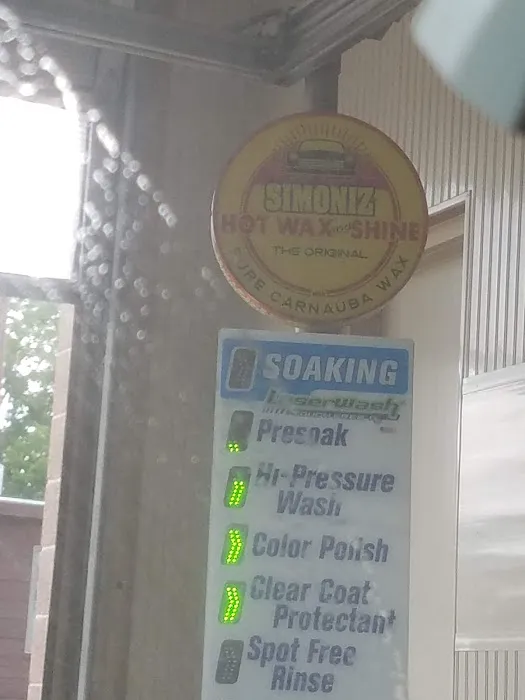 SIMONIZ
HOT WAX and SHINE
THE ORIGINAL
PURE CARNAUBA WAX
SOAKING
Laserwash
Presoak
Hi-Pressure
Wash
Color Polish
Clear Coat
Protectant
Spot Free
Rinse